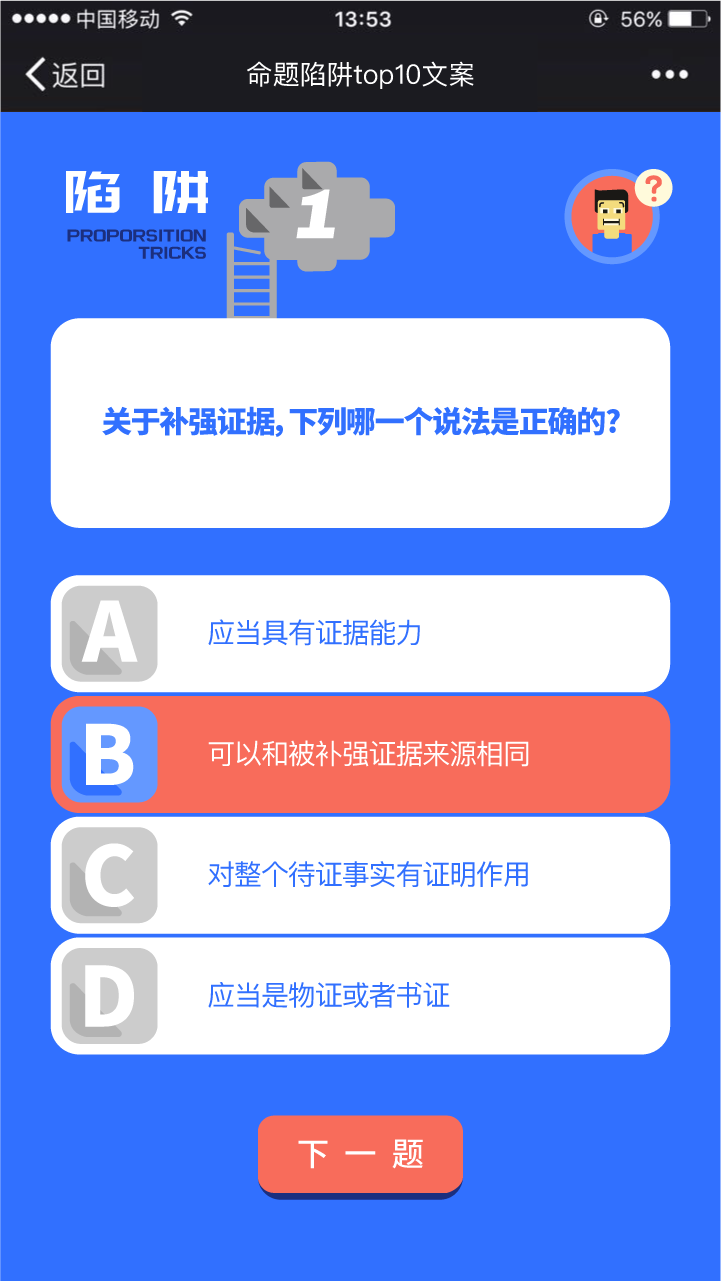 中国移动 13:53 56%
返回 命题陷阱top10文案
陷 阱 1 ?
PROPORSITION
TRICKS
关于补强证据,下列哪一个说法是正确的?
A 应当具有证据能力
B 可以和被补强证据来源相同
C 对整个待证事实有证明作用
D 应当是物证或者书证
下 一 题